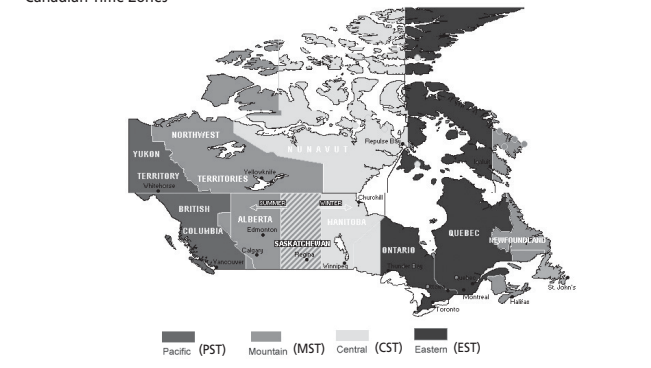 Canadian Time Zones
NORTHWEST
NUNAVUT
Repulse Bay
YUKON
TERRITORY
TERRITORIES
Yellowknife
Whitehorse
SUMMER
WINTER
Churchill
BRITISH
COLUMBIA
ALBERTA
MANITOBA
Edmonton
QUEBEC
NEWFOUNDLAND
SASKATCHEWAN
ONTARIO
Calgary
Regina
Vancouver
Winnipeg
St. John's
Montreal
Halifax
Toronto
Pacific (PST) Mountain (MST) Central (CST) Eastern (EST)